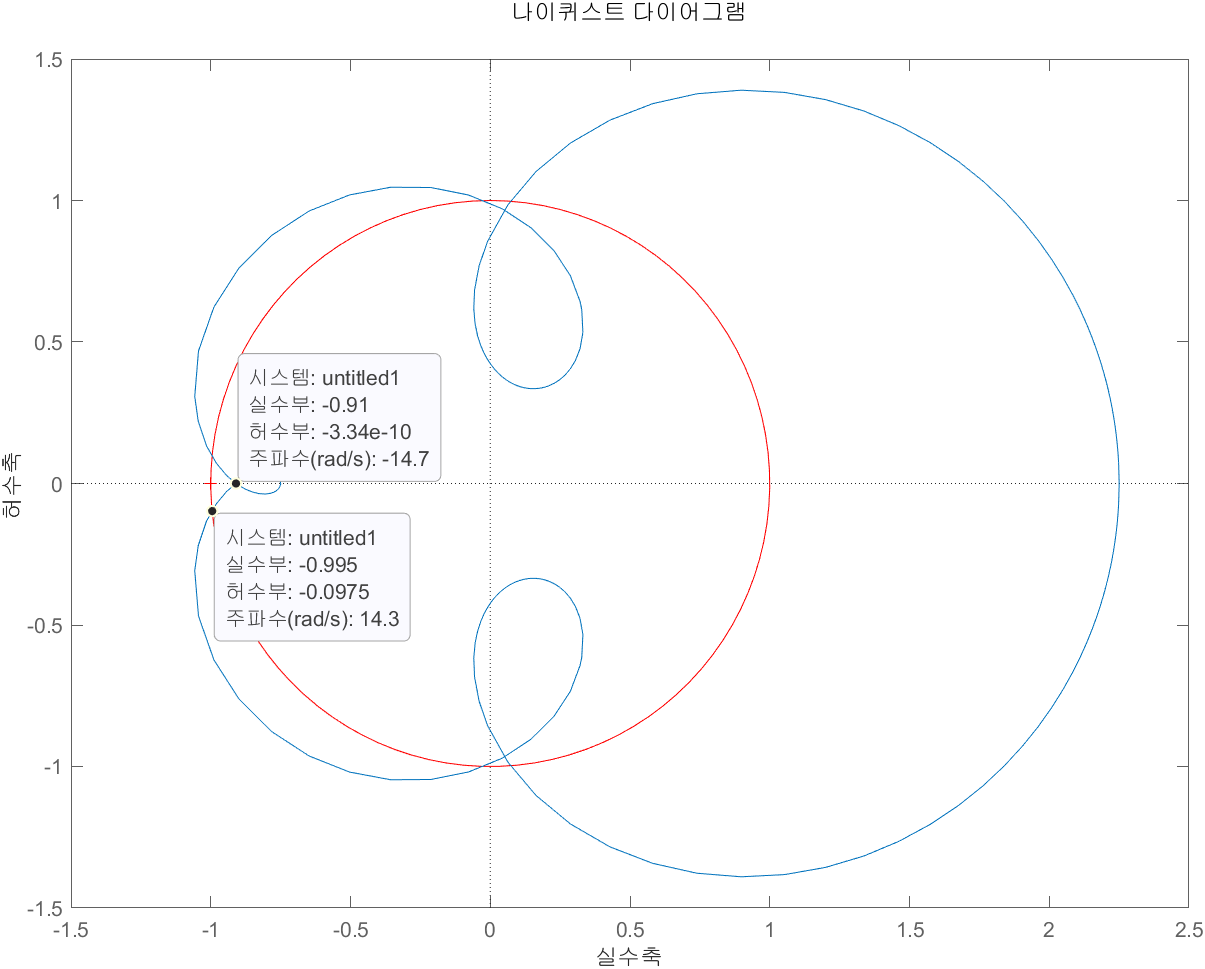 나이퀴스트 다이어그램
허수축
1.5
1
0.5
0
-0.5
-1
-1.5
시스템: untitled1
실수부: -0.91
허수부: -3.34e-10
주파수(rad/s): -14.7
시스템: untitled1
실수부: -0.995
허수부: -0.0975
주파수(rad/s): 14.3
-1.5 -1 -0.5 0 0.5 1 1.5 2 2.5
실수축